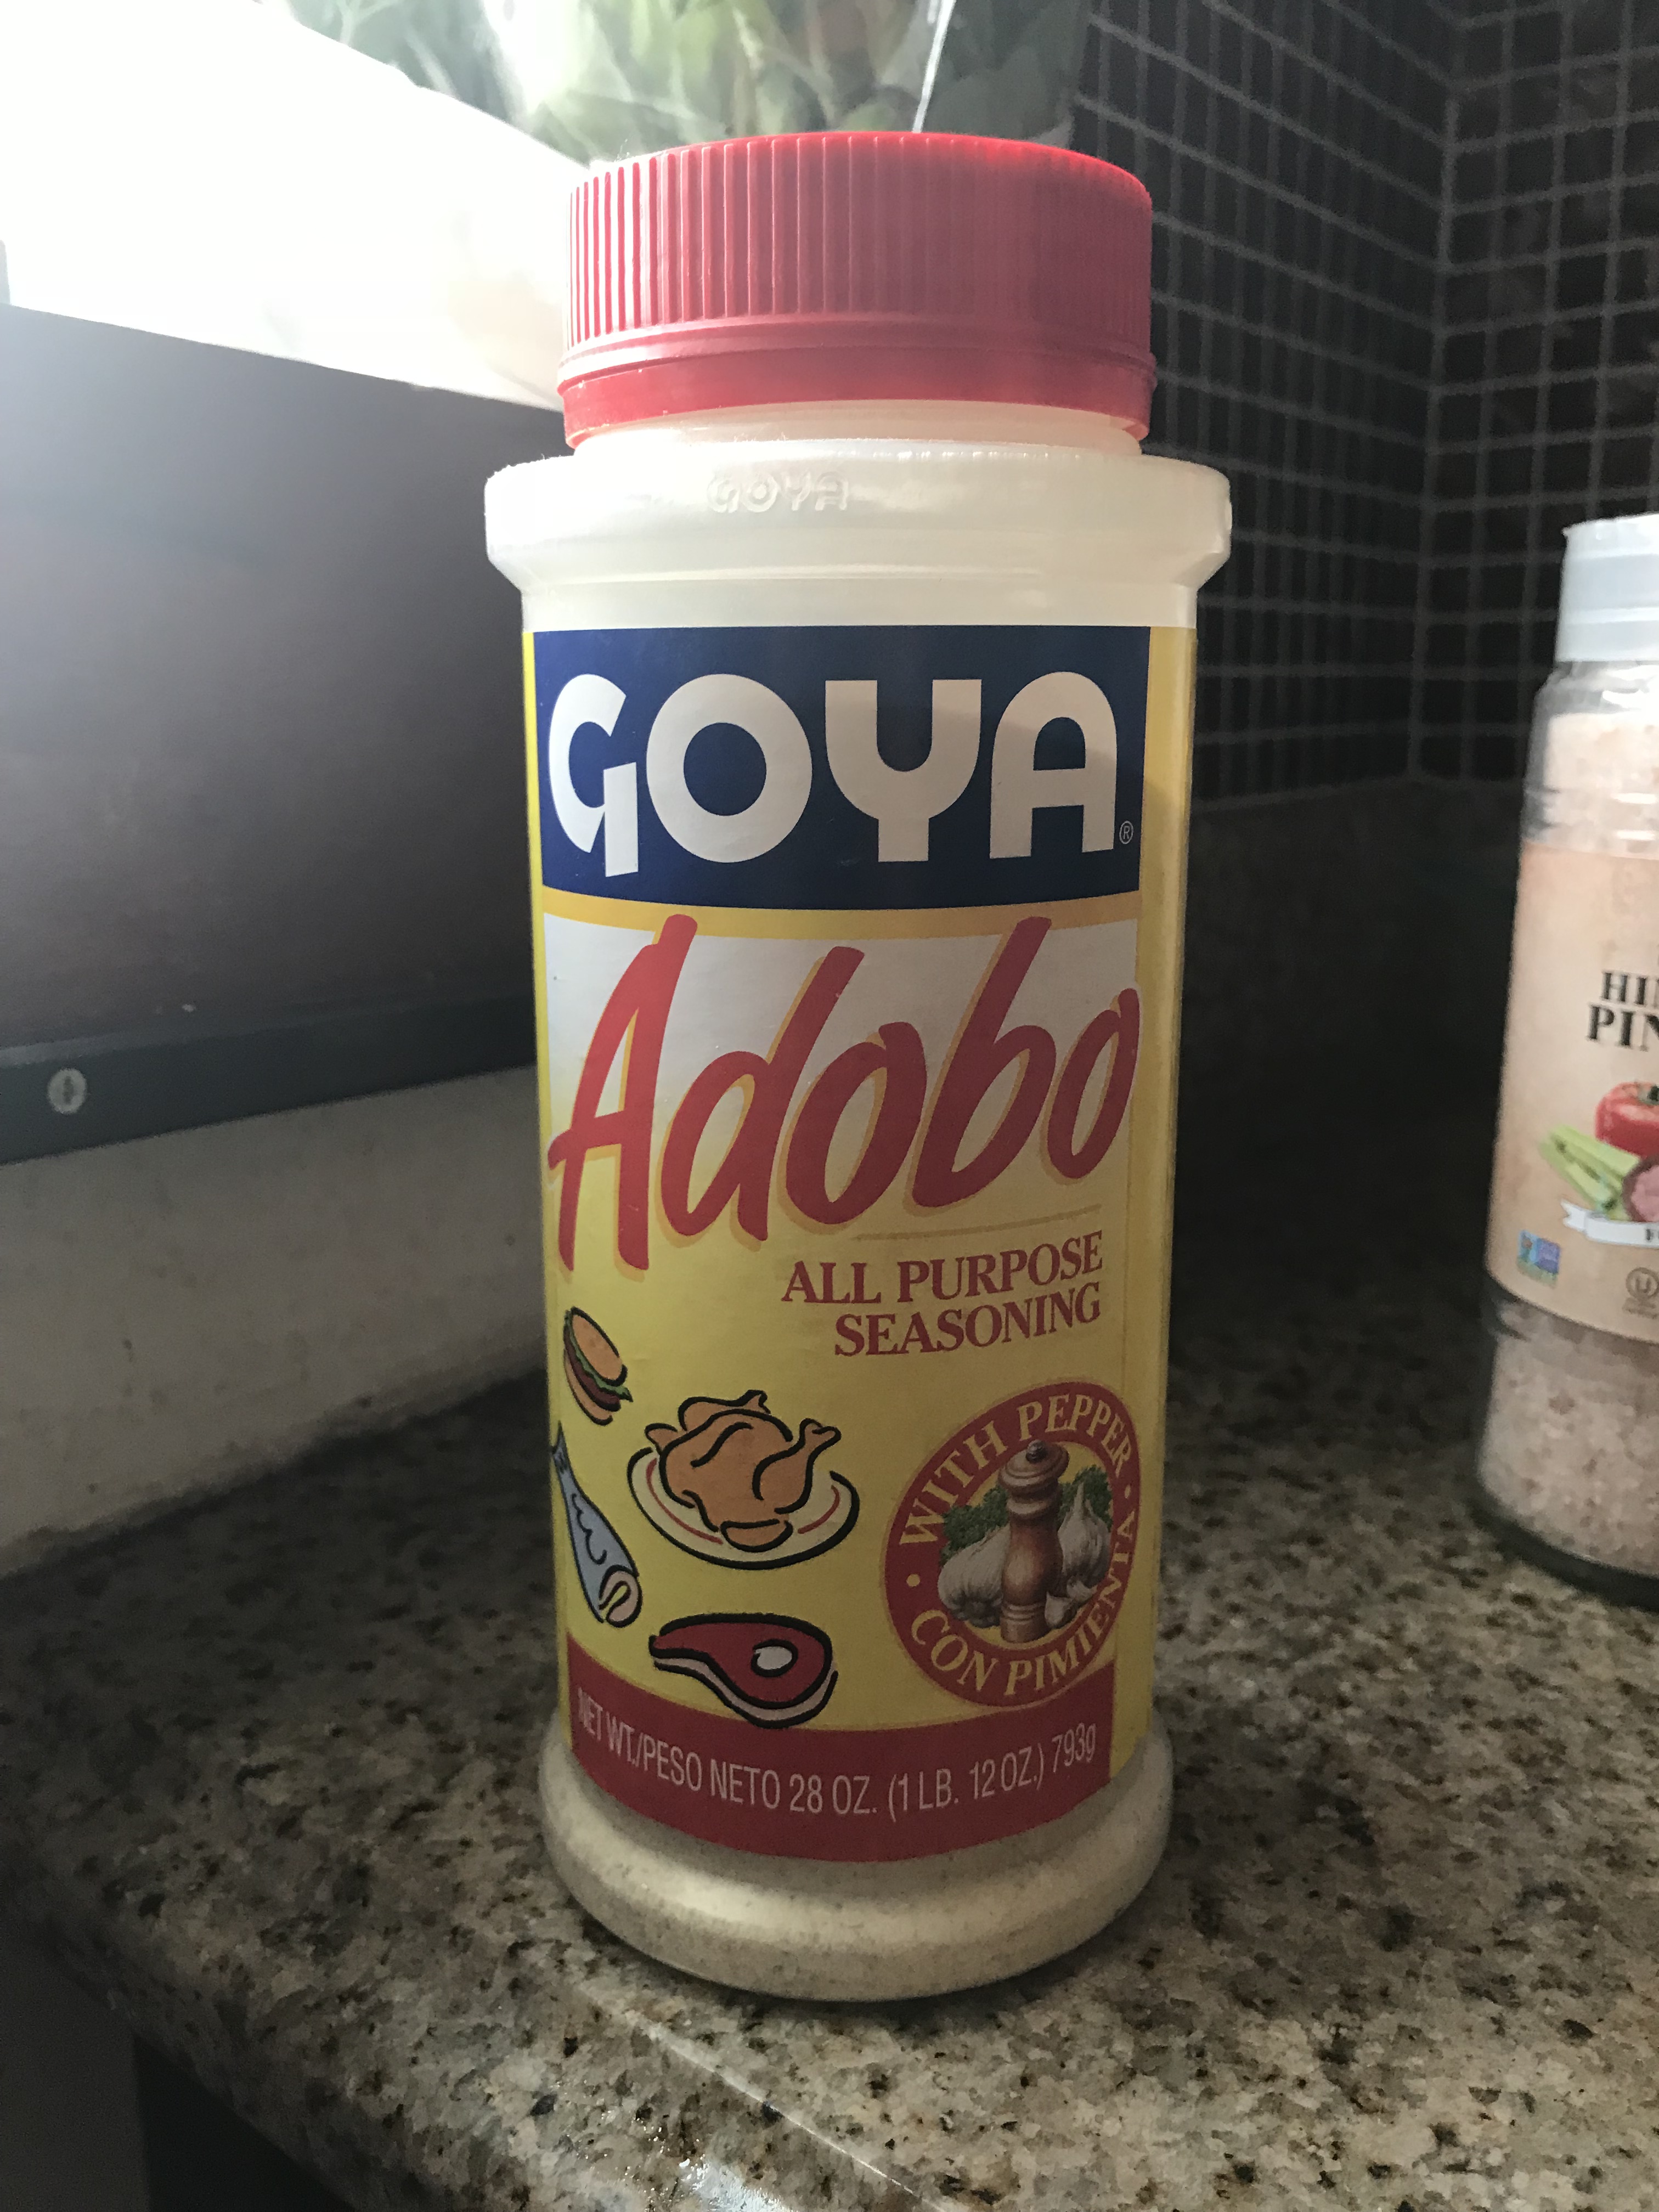 GOYA
GOYA®
Adobo
ALL PURPOSE
SEASONING
WITH PEPPER
CON PIMIENTA
NET WT./PESO NETO 28 OZ. (1 LB. 12 OZ.) 793g